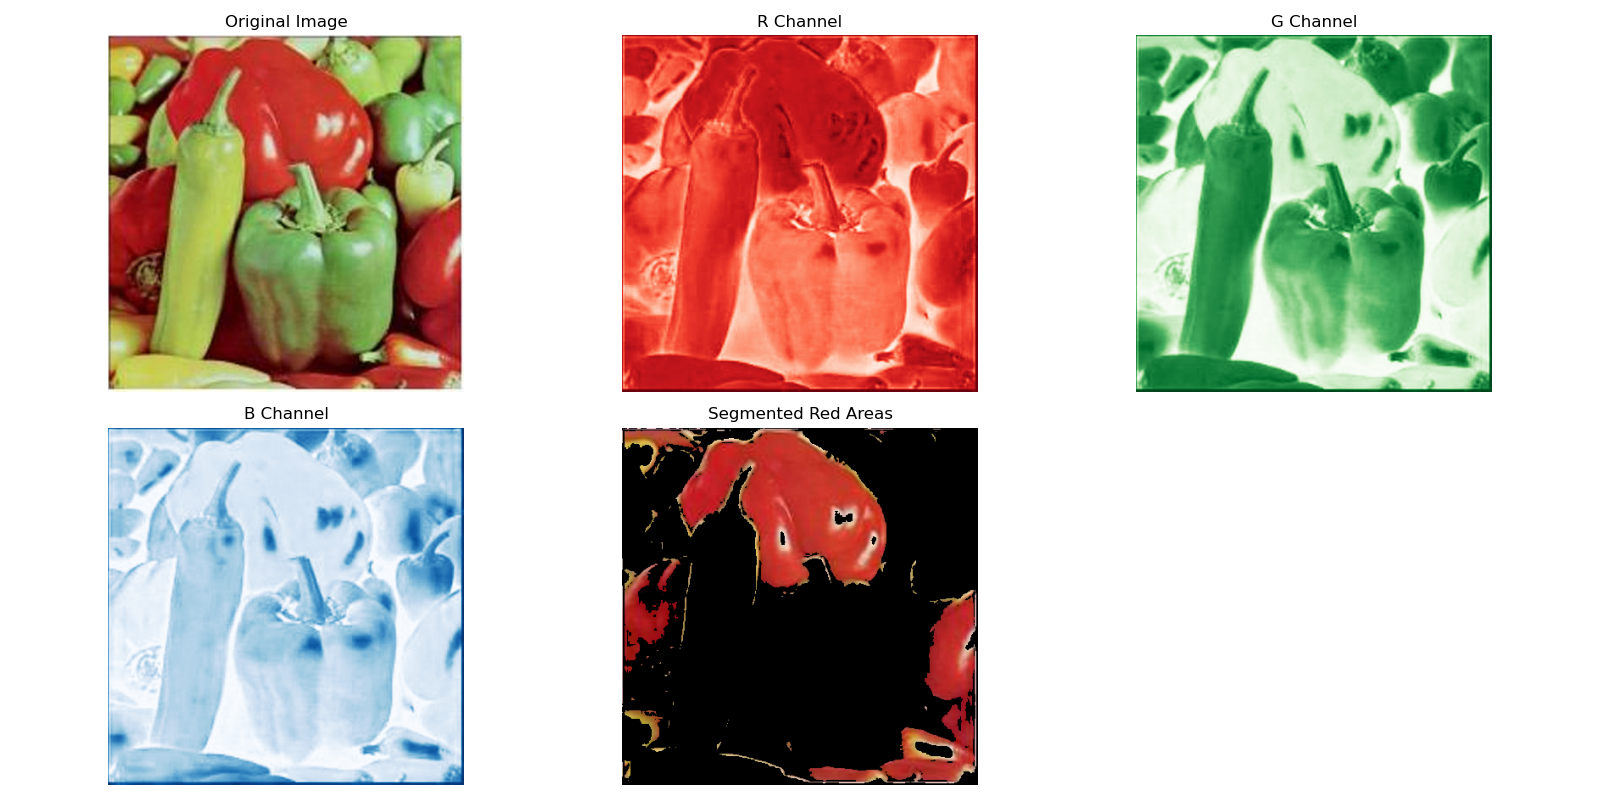 Original Image
R Channel
G Channel
B Channel
Segmented Red Areas